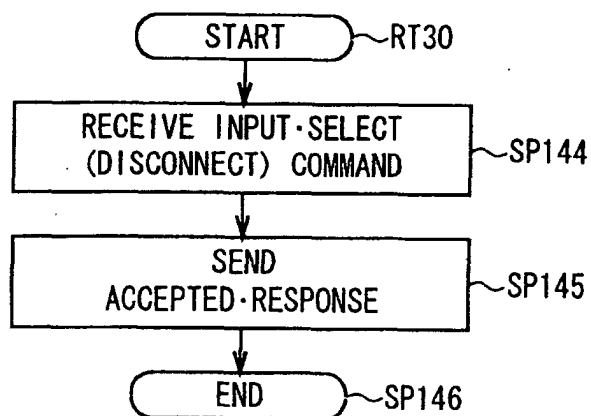 START
RT30
RECEIVE INPUT·SELECT
(DISCONNECT) COMMAND
SP144
SEND
ACCEPTED·RESPONSE
SP145
END
SP146